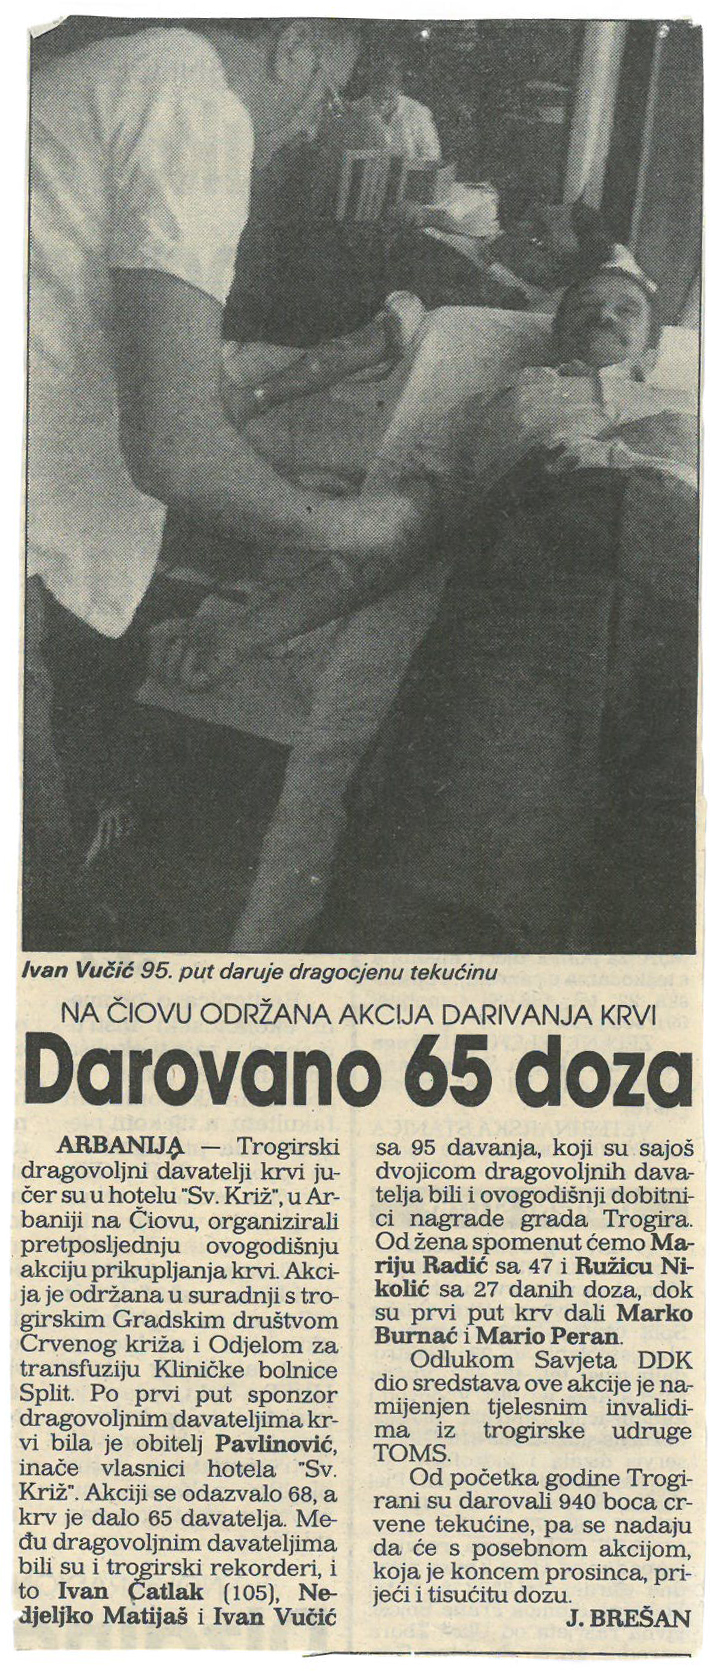 Ivan Vučić 95. put daruje dragocjenu tekućinu
NA ČIOVU ODRŽANA AKCIJA DARIVANJA KRVI
Darovano 65 doza
ARBANIJA — Trogirski
dragovoljni davatelji krvi ju-
čer su u hotelu "Sv. Križ", u Ar-
baniji na Čiovu, organizirali
pretposljednju ovogodišnju
akciju prikupljanja krvi. Akci-
ja je održana u suradnji s tro-
girskim Gradskim društvom
Crvenog križa i Odjelom za
transfuziju Kliničke bolnice
Split. Po prvi put sponzor
dragovoljnim davateljima kr-
vi bila je obitelj Pavlinović,
inače vlasnici hotela "Sv.
Križ". Akciji se odazvalo 68, a
krv je dalo 65 davatelja. Me-
đu dragovoljnim davateljima
bili su i trogirski rekorderi, i
to Ivan Čatlak (105), Ne-
djeljko Matijaš i Ivan Vučić
sa 95 davanja, koji su sajoš
dvojicom dragovoljnih dava-
telja bili i ovogodišnji dobitni-
ci nagrade grada Trogira.
Od žena spomenut ćemo Ma-
riju Radić sa 47 i Ružicu Ni-
kolić sa 27 danih doza, dok
su prvi put krv dali Marko
Burnać i Mario Peran.
Odlukom Savjeta DDK
dio sredstava ove akcije je na-
mijenjen tjelesnim invalidi-
ma iz trogirske udruge
TOMS.
Od početka godine Trogi-
rani su darovali 940 boca cr-
vene tekućine, pa se nadaju
da će s posebnom akcijom,
koja je koncem prosinca, pri-
jeći i tisućitu dozu.
J. BREŠAN